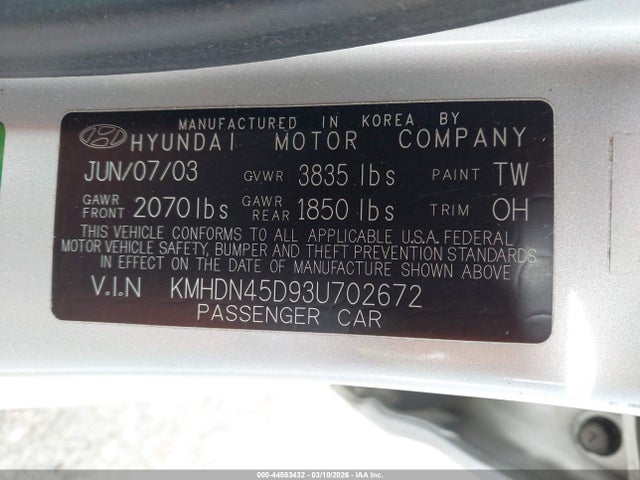 MANUFACTURED IN KOREA BY
HYUNDAI MOTOR COMPANY
JUN/07/03 GVWR 3835 lbs PAINT TW
GAWR FRONT 2070 lbs GAWR REAR 1850 lbs TRIM OH
THIS VEHICLE CONFORMS TO ALL APPLICABLE U.S.A. FEDERAL
MOTOR VEHICLE SAFETY, BUMPER AND THEFT PREVENTION STANDARDS
IN EFFECT ON THE DATE OF MANUFACTURE SHOWN ABOVE
V.I.N KMHDN45D93U702672
PASSENGER CAR
000-44583432 - 03/10/2026 - IAA, Inc.